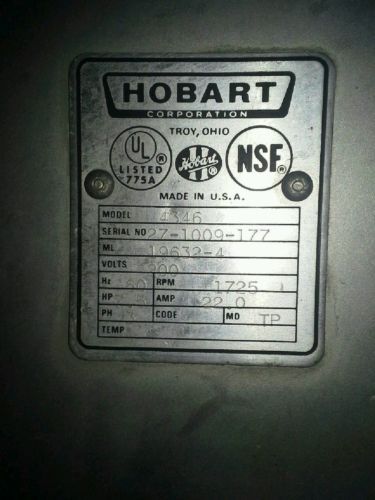 HOBART
CORPORATION
TROY, OHIO
UL ®
LISTED
775A
Hobart ®
NSF ®
MADE IN U.S.A.
MODEL 4346
SERIAL NO 27-1009-177
ML 19632-4
VOLTS 200
Hz 60 RPM 1725
HP AMP 22.0
PH CODE MD TP
TEMP